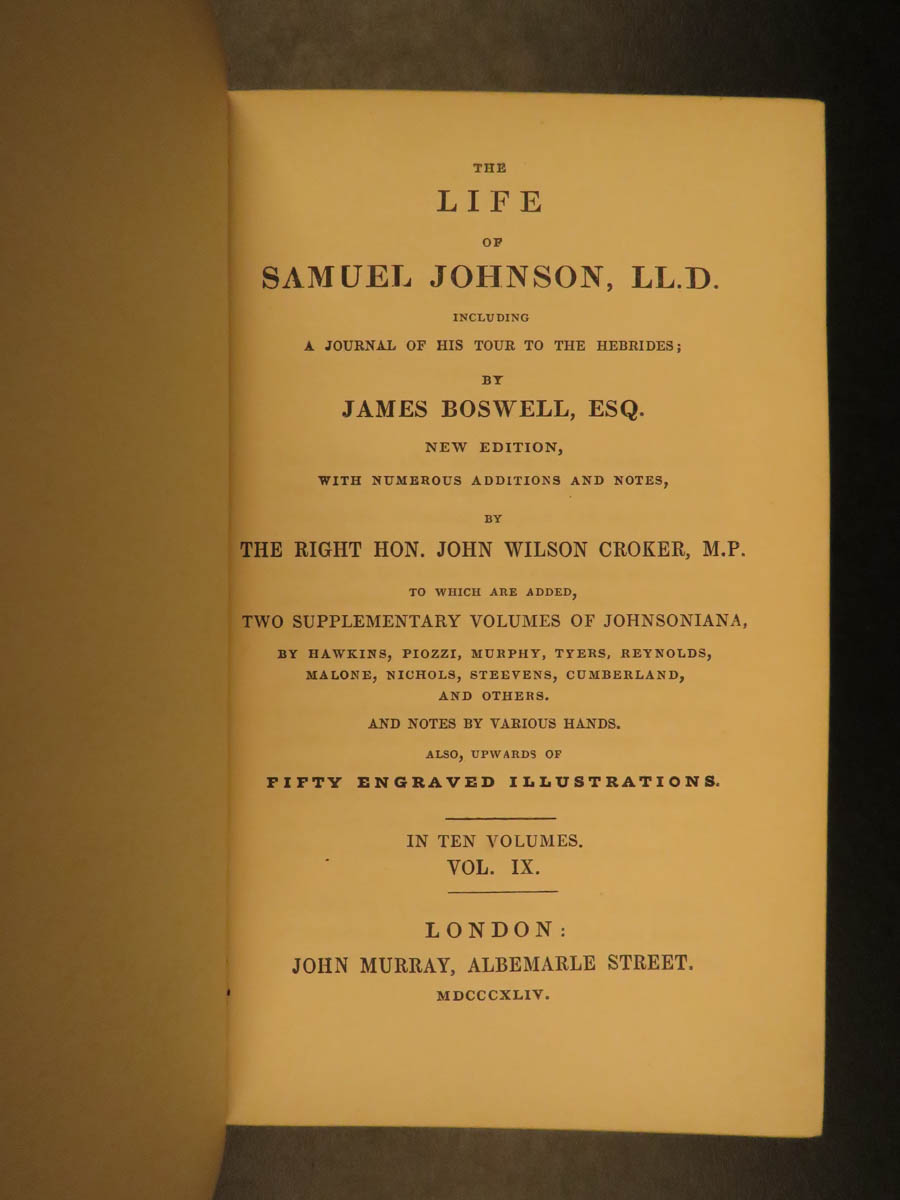 THE
LIFE
OF
SAMUEL JOHNSON, LL.D.
INCLUDING
A JOURNAL OF HIS TOUR TO THE HEBRIDES;
BY
JAMES BOSWELL, ESQ.
NEW EDITION,
WITH NUMEROUS ADDITIONS AND NOTES,
BY
THE RIGHT HON. JOHN WILSON CROKER, M.P.
TO WHICH ARE ADDED,
TWO SUPPLEMENTARY VOLUMES OF JOHNSONIANA,
BY HAWKINS, PIOZZI, MURPHY, TYERS, REYNOLDS,
MALONE, NICHOLS, STEEVENS, CUMBERLAND,
AND OTHERS.
AND NOTES BY VARIOUS HANDS.
ALSO, UPWARDS OF
FIFTY ENGRAVED ILLUSTRATIONS.
IN TEN VOLUMES.
VOL. IX.
LONDON:
JOHN MURRAY, ALBEMARLE STREET.
MDCCCXLIV.